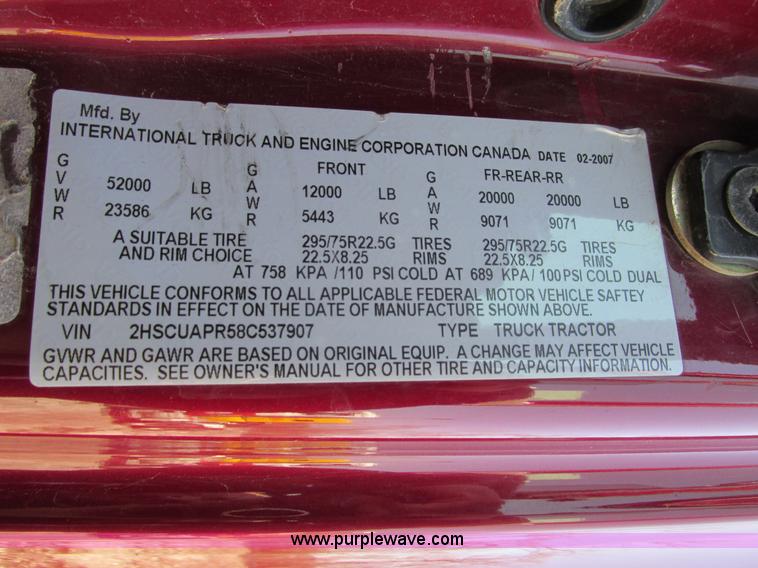 Mfd. By
INTERNATIONAL TRUCK AND ENGINE CORPORATION CANADA DATE 02-2007
G FRONT G FR-REAR-RR
V 52000 LB A 12000 LB A 20000 20000 LB
W W W
R 23586 KG R 5443 KG R 9071 9071 KG
A SUITABLE TIRE 295/75R22.5G TIRES 295/75R22.5G TIRES
AND RIM CHOICE 22.5X8.25 RIMS 22.5X8.25 RIMS
AT 758 KPA /110 PSI COLD AT 689 KPA/100 PSI COLD DUAL
THIS VEHICLE CONFORMS TO ALL APPLICABLE FEDERAL MOTOR VEHICLE SAFTEY
STANDARDS IN EFFECT ON THE DATE OF MANUFACTURE SHOWN ABOVE.
VIN 2HSCUAPR58C537907 TYPE TRUCK TRACTOR
GVWR AND GAWR ARE BASED ON ORIGINAL EQUIP. A CHANGE MAY AFFECT VEHICLE
CAPACITIES. SEE OWNER'S MANUAL FOR OTHER TIRE AND CAPACITY INFORMATION.
www.purplewave.com